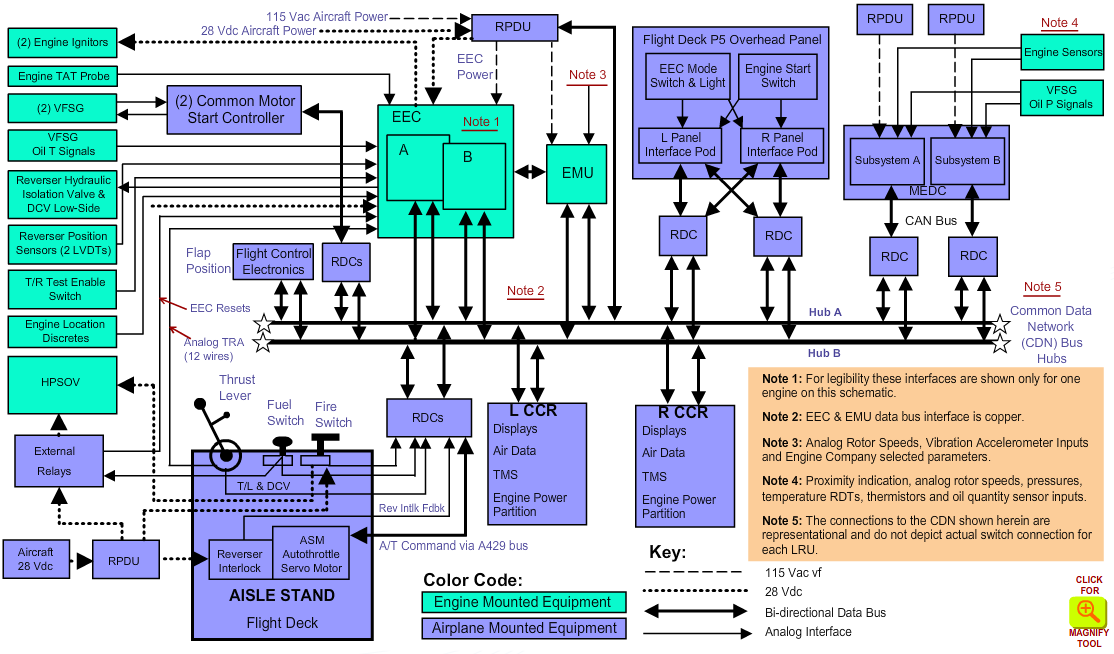 115 Vac Aircraft Power
28 Vdc Aircraft Power
RPDU
RPDU
RPDU
Note 4
(2) Engine Ignitors
Engine TAT Probe
(2) VFSG
(2) Common Motor
Start Controller
VFSG
Oil T Signals
Reverser Hydraulic
Isolation Valve &
DCV Low-Side
Reverser Position
Sensors (2 LVDTs)
T/R Test Enable
Switch
Engine Location
Discretes
EEC
Power
Note 3
EEC
Note 1
A
B
EMU
Flight Deck P5 Overhead Panel
EEC Mode
Switch & Light
Engine Start
Switch
L Panel
Interface Pod
R Panel
Interface Pod
RDC
RDC
Engine Sensors
VFSG
Oil P Signals
Subsystem A
Subsystem B
MEDC
CAN Bus
RDC
RDC
Flap
Position
Flight Control
Electronics
RDCs
Note 2
Note 5
EEC Resets
Analog TRA
(12 wires)
Hub A
Hub B
Common Data
Network
(CDN) Bus
Hubs
HPSOV
External
Relays
Aircraft
28 Vdc
RPDU
Thrust
Lever
Fuel
Switch
Fire
Switch
T/L & DCV
RDCs
Rev Intlk Fdbk
A/T Command via A429 bus
Reverser
Interlock
ASM
Autothrottle
Servo Motor
AISLE STAND
Flight Deck
L CCR
Displays
Air Data
TMS
Engine Power
Partition
R CCR
Displays
Air Data
TMS
Engine Power
Partition
Note 1: For legibility these interfaces are shown only for one
engine on this schematic.
Note 2: EEC & EMU data bus interface is copper.
Note 3: Analog Rotor Speeds, Vibration Accelerometer Inputs
and Engine Company selected parameters.
Note 4: Proximity indication, analog rotor speeds, pressures,
temperature RDTs, thermistors and oil quantity sensor inputs.
Note 5: The connections to the CDN shown herein are
representational and do not depict actual switch connection for
each LRU.
Color Code:
Engine Mounted Equipment
Airplane Mounted Equipment
Key:
115 Vac vf
28 Vdc
Bi-directional Data Bus
Analog Interface
CLICK
FOR
MAGNIFY
TOOL